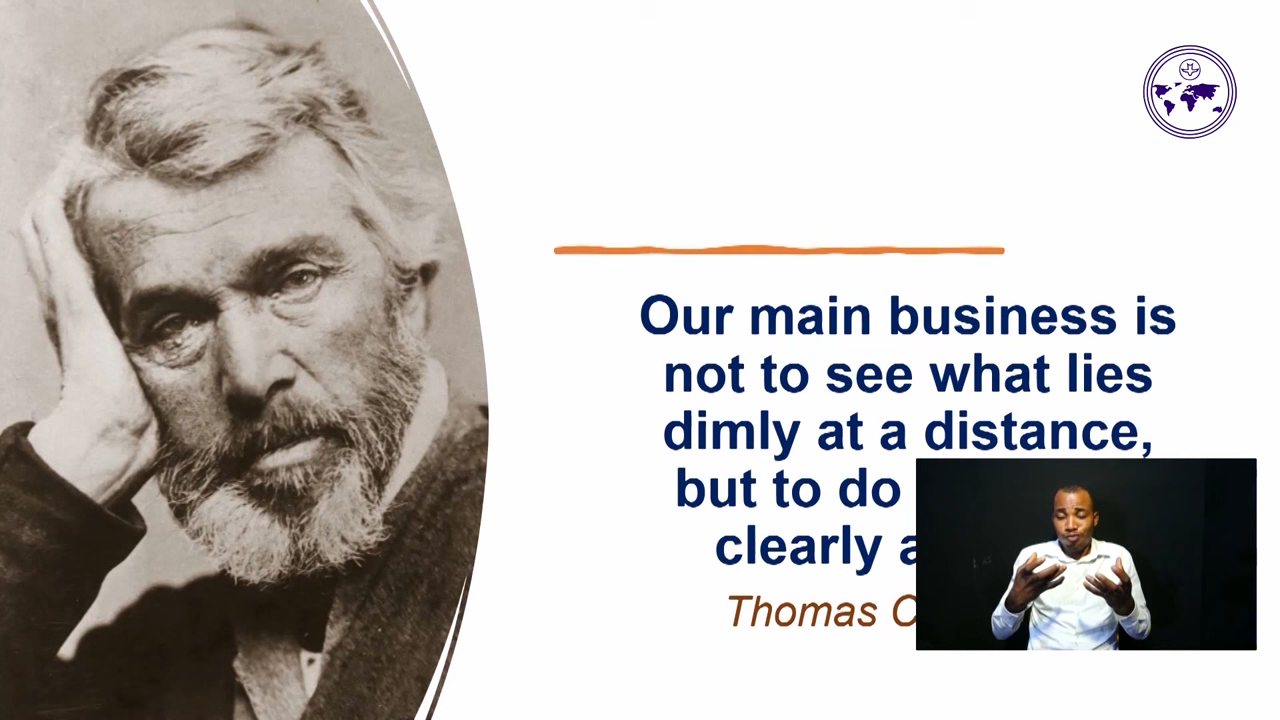 Our main business is
not to see what lies
dimly at a distance,
but to do
clearly
Thomas